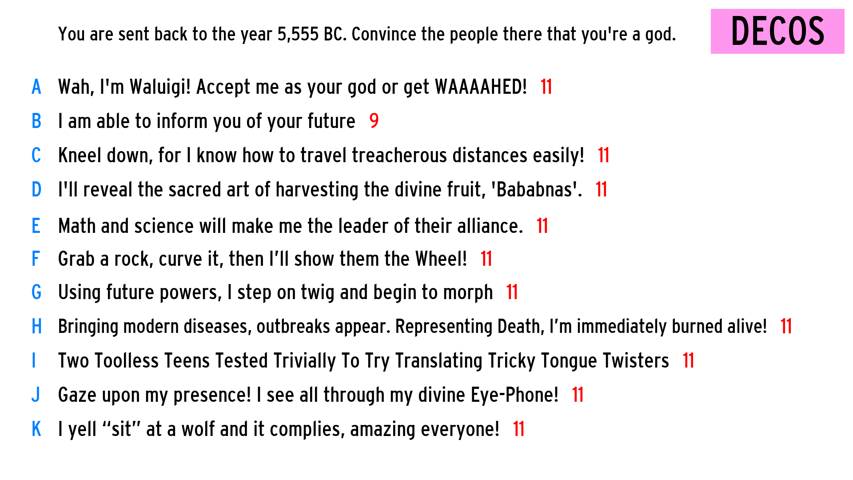 You are sent back to the year 5,555 BC. Convince the people there that you're a god.
DECOS
A Wah, I'm Waluigi! Accept me as your god or get WAAAAHED! 11
B I am able to inform you of your future 9
C Kneel down, for I know how to travel treacherous distances easily! 11
D I'll reveal the sacred art of harvesting the divine fruit, 'Bababnas'. 11
E Math and science will make me the leader of their alliance. 11
F Grab a rock, curve it, then I’ll show them the Wheel! 11
G Using future powers, I step on twig and begin to morph 11
H Bringing modern diseases, outbreaks appear. Representing Death, I’m immediately burned alive! 11
I Two Toolless Teens Tested Trivially To Try Translating Tricky Tongue Twisters 11
J Gaze upon my presence! I see all through my divine Eye-Phone! 11
K I yell “sit” at a wolf and it complies, amazing everyone! 11